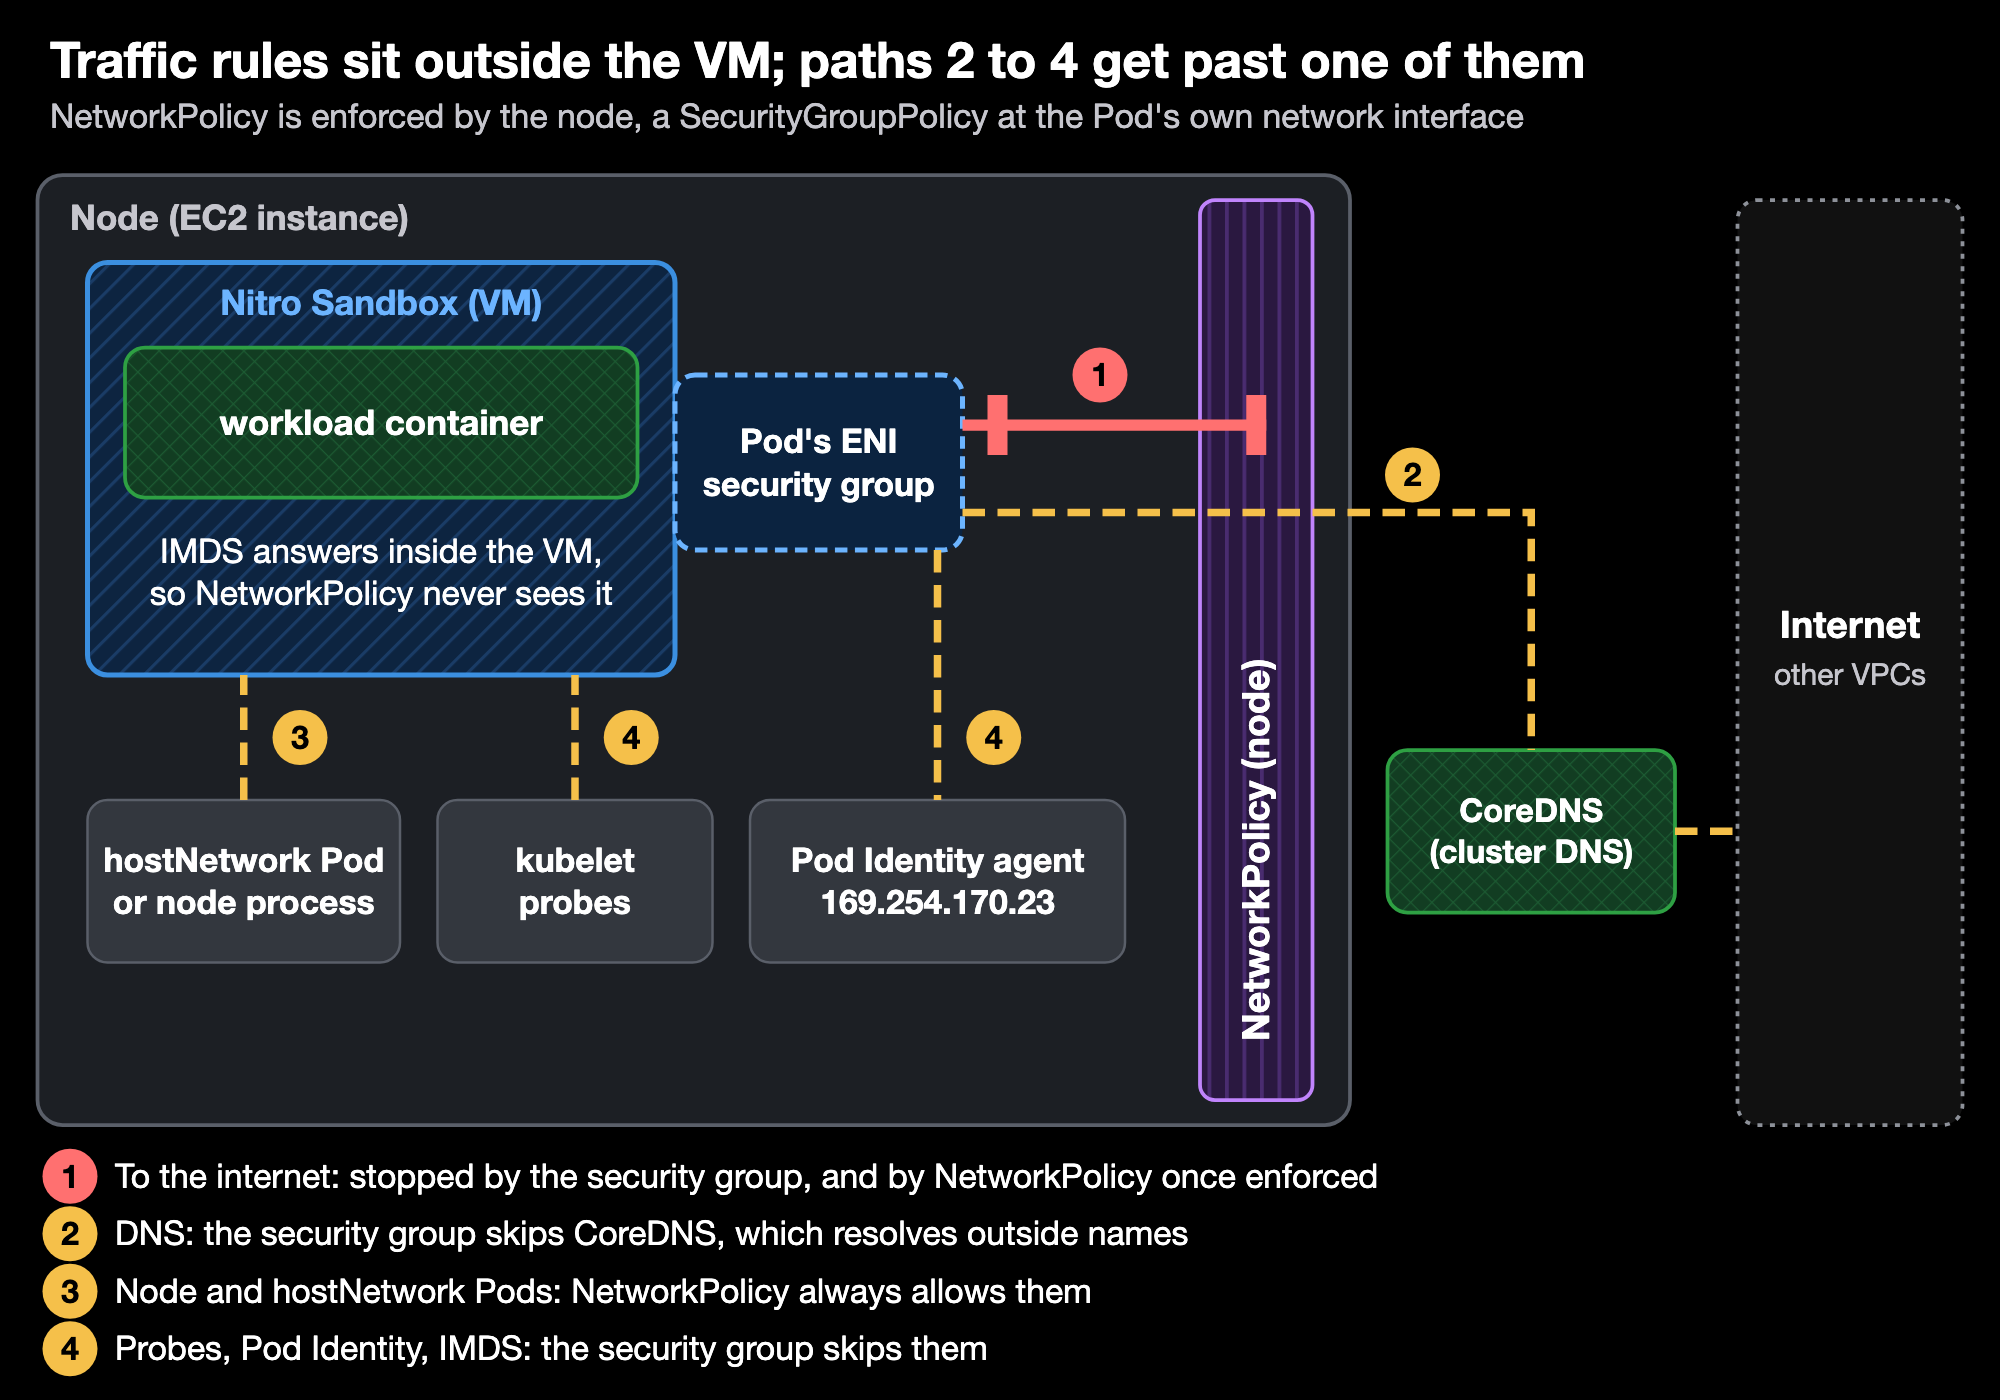 Traffic rules sit outside the VM; paths 2 to 4 get past one of them
NetworkPolicy is enforced by the node, a SecurityGroupPolicy at the Pod's own network interface
Node (EC2 instance)
Nitro Sandbox (VM)
workload container
IMDS answers inside the VM,
so NetworkPolicy never sees it
Pod's ENI
security group
1
2
3
4
4
hostNetwork Pod
or node process
kubelet
probes
Pod Identity agent
169.254.170.23
NetworkPolicy (node)
CoreDNS
(cluster DNS)
Internet
other VPCs
1 To the internet: stopped by the security group, and by NetworkPolicy once enforced
2 DNS: the security group skips CoreDNS, which resolves outside names
3 Node and hostNetwork Pods: NetworkPolicy always allows them
4 Probes, Pod Identity, IMDS: the security group skips them